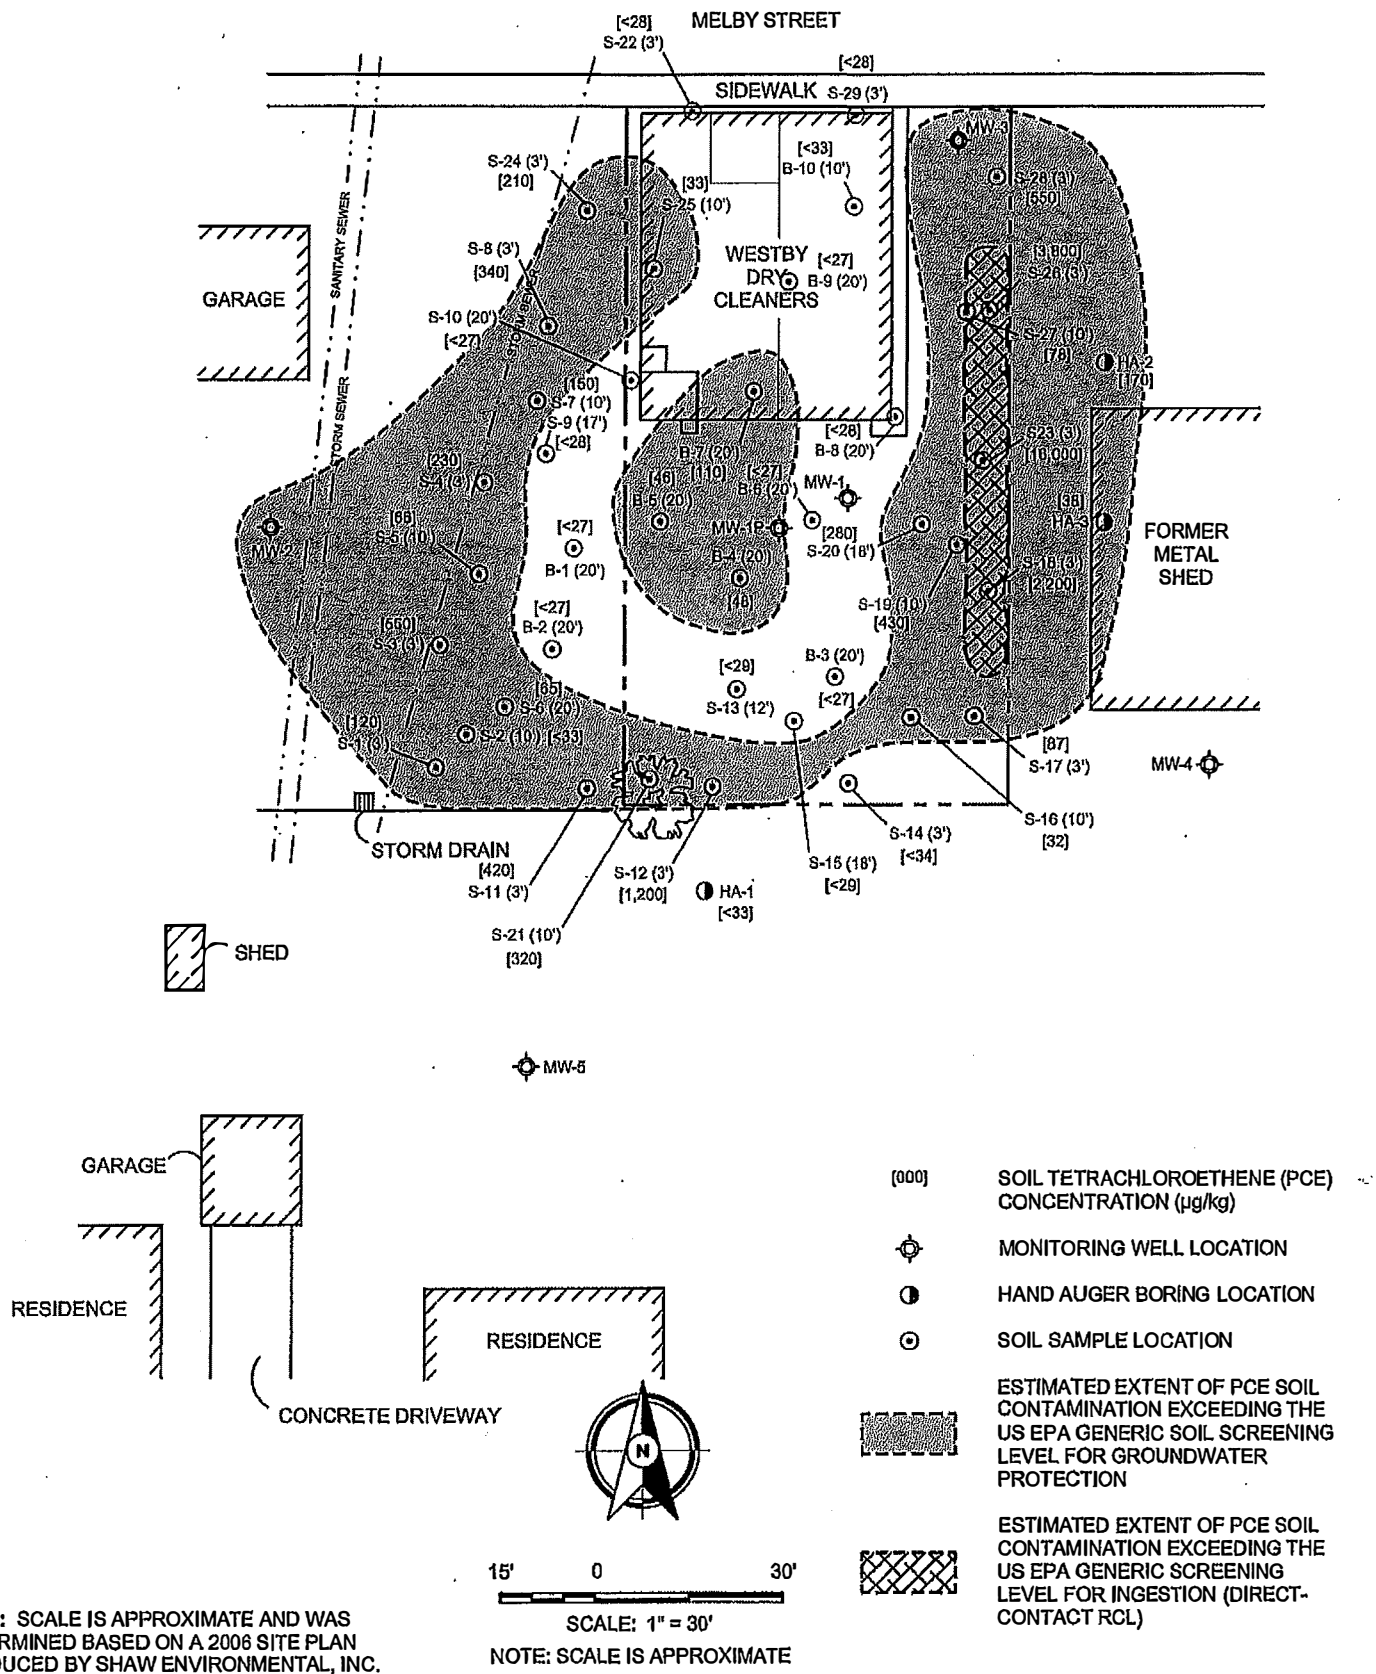 [<28]
S-22 (3')
MELBY STREET
[<28]
SIDEWALK
S-29 (3')
MW-3
S-24 (3')
[210]
[33]
S-25 (10')
[<33]
B-10 (10')
S-28 (3')
[550]
SANITARY SEWER
S-8 (3')
[340]
STORM SEWER
WESTBY
DRY
CLEANERS
[<27]
B-9 (20')
[3,800]
S-26 (3')
GARAGE
S-10 (20')
[<27]
S-27 (10')
[78]
HA-2
[170]
STORM SEWER
[150]
S-7 (10')
S-9 (17')
[<28]
B-7 (20')
[110]
[<28]
B-8 (20')
S23 (3')
[16,000]
[230]
S-4 (3')
[46]
B-5 (20')
[<27]
B-6 (20')
MW-1
[38]
HA-3
MW-2
[66]
S-5 (10')
MW-1P
[280]
S-20 (18')
FORMER
METAL
SHED
[<27]
B-1 (20')
B-4 (20')
[46]
S-18 (3')
[2,200]
S-19 (10')
[430]
[<27]
B-2 (20')
[560]
S-3 (3')
B-3 (20')
[<27]
[<29]
S-13 (12')
[65]
S-6 (20')
[120]
S-1 (3')
S-2 (10')
[<33]
[87]
S-17 (3')
MW-4
S-16 (10')
[32]
S-14 (3')
[<34]
STORM DRAIN
[420]
S-11 (3')
S-12 (3')
[1,200]
S-15 (18')
[<29]
HA-1
[<33]
S-21 (10')
[320]
SHED
MW-5
GARAGE
RESIDENCE
RESIDENCE
CONCRETE DRIVEWAY
N
[000]
SOIL TETRACHLOROETHENE (PCE)
CONCENTRATION (µg/kg)
MONITORING WELL LOCATION
HAND AUGER BORING LOCATION
SOIL SAMPLE LOCATION
ESTIMATED EXTENT OF PCE SOIL
CONTAMINATION EXCEEDING THE
US EPA GENERIC SOIL SCREENING
LEVEL FOR GROUNDWATER
PROTECTION
ESTIMATED EXTENT OF PCE SOIL
CONTAMINATION EXCEEDING THE
US EPA GENERIC SCREENING
LEVEL FOR INGESTION (DIRECT-
CONTACT RCL)
15' 0 30'
SCALE: 1" = 30'
NOTE: SCALE IS APPROXIMATE
: SCALE IS APPROXIMATE AND WAS
RMINED BASED ON A 2006 SITE PLAN
UCED BY SHAW ENVIRONMENTAL, INC.